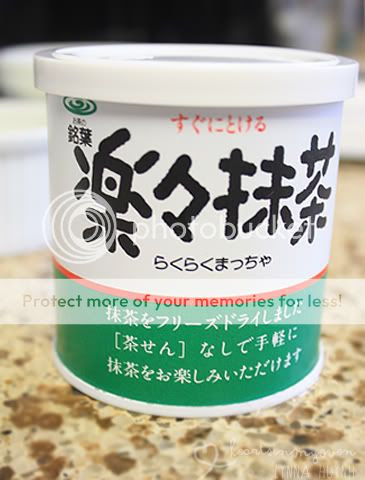 お茶の
銘葉
すぐにとける
楽々抹茶
らくらくまっちゃ
photobucket
Protect more of your memories for less!
抹茶をフリーズドライしました
［茶せん］なしで手軽に
抹茶をお楽しみいただけます
heartsinmyoven